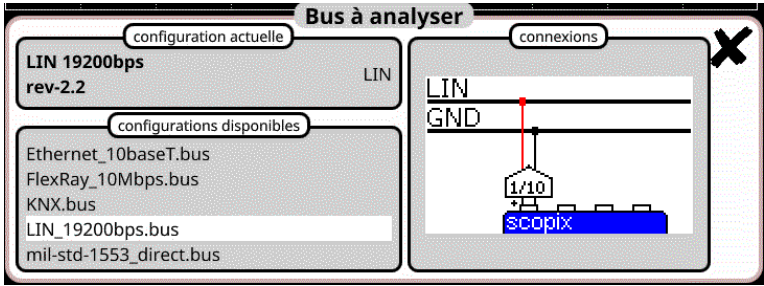 Bus à analyser
configuration actuelle
LIN 19200bps
rev-2.2
LIN
configurations disponibles
Ethernet_10baseT.bus
FlexRay_10Mbps.bus
KNX.bus
LIN_19200bps.bus
mil-std-1553_direct.bus
connexions
LIN
GND
1/10
+
scopix